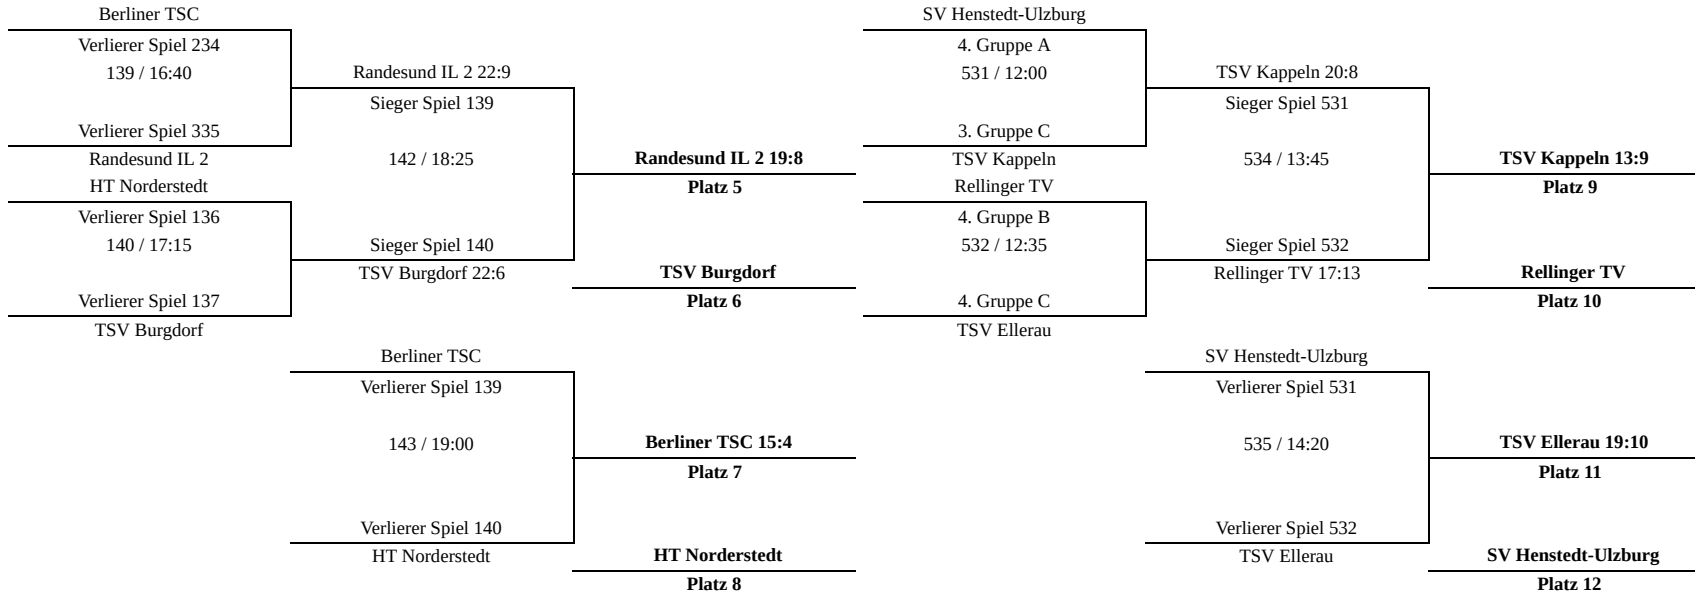 Berliner TSC
Verlierer Spiel 234
139 / 16:40
Verlierer Spiel 335
Randesund IL 2
HT Norderstedt
Verlierer Spiel 136
140 / 17:15
Verlierer Spiel 137
TSV Burgdorf
Randesund IL 2 22:9
Sieger Spiel 139
142 / 18:25
Sieger Spiel 140
TSV Burgdorf 22:6
Randesund IL 2 19:8
Platz 5
TSV Burgdorf
Platz 6
Berliner TSC
Verlierer Spiel 139
143 / 19:00
Verlierer Spiel 140
HT Norderstedt
Berliner TSC 15:4
Platz 7
HT Norderstedt
Platz 8
SV Henstedt-Ulzburg
4. Gruppe A
531 / 12:00
3. Gruppe C
TSV Kappeln
Rellinger TV
4. Gruppe B
532 / 12:35
4. Gruppe C
TSV Ellerau
TSV Kappeln 20:8
Sieger Spiel 531
534 / 13:45
Sieger Spiel 532
Rellinger TV 17:13
TSV Kappeln 13:9
Platz 9
Rellinger TV
Platz 10
SV Henstedt-Ulzburg
Verlierer Spiel 531
535 / 14:20
Verlierer Spiel 532
TSV Ellerau
TSV Ellerau 19:10
Platz 11
SV Henstedt-Ulzburg
Platz 12